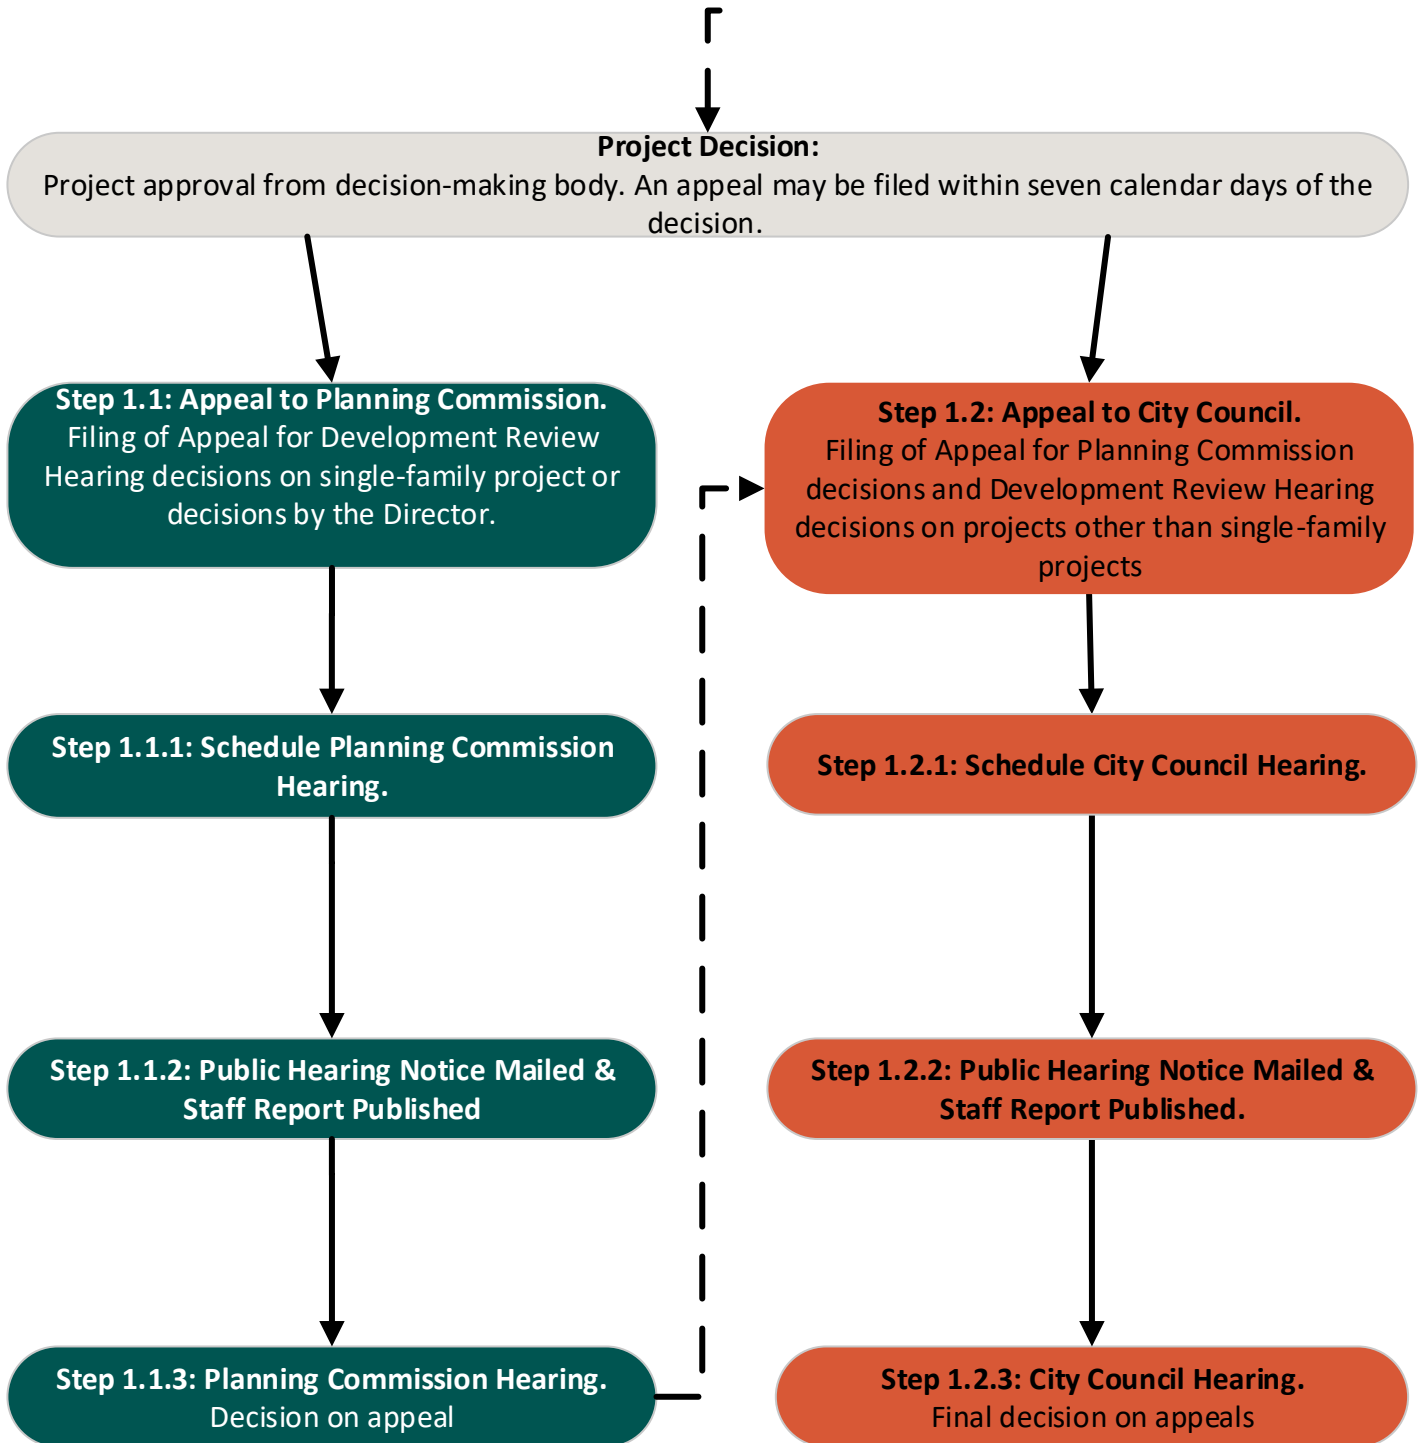 Project Decision:
Project approval from decision-making body. An appeal may be filed within seven calendar days of the
decision.
Step 1.1: Appeal to Planning Commission.
Filing of Appeal for Development Review
Hearing decisions on single-family project or
decisions by the Director.
Step 1.2: Appeal to City Council.
Filing of Appeal for Planning Commission
decisions and Development Review Hearing
decisions on projects other than single-family
projects
Step 1.1.1: Schedule Planning Commission
Hearing.
Step 1.2.1: Schedule City Council Hearing.
Step 1.1.2: Public Hearing Notice Mailed &
Staff Report Published
Step 1.2.2: Public Hearing Notice Mailed &
Staff Report Published.
Step 1.1.3: Planning Commission Hearing.
Decision on appeal
Step 1.2.3: City Council Hearing.
Final decision on appeals